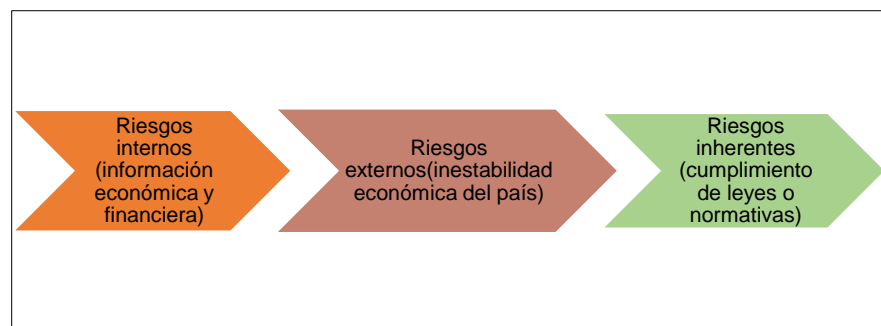 Riesgos
internos
(información
económica y
financiera)
Riesgos
externos(inestabilidad
económica del país)
Riesgos
inherentes
(cumplimiento
de leyes o
normativas)